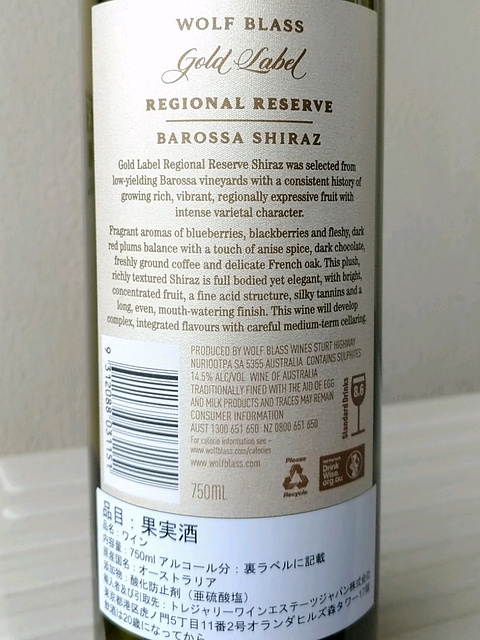 WOLF BLASS
Gold Label
REGIONAL RESERVE
BAROSSA SHIRAZ
Gold Label Regional Reserve Shiraz was selected from
low-yielding Barossa vineyards with a consistent history of
growing rich, vibrant, regionally expressive fruit with
intense varietal character.
Fragrant aromas of blueberries, blackberries and fleshy, dark
red plums balance with a touch of anise spice, dark chocolate,
freshly ground coffee and delicate French oak. This plush,
richly textured Shiraz is full bodied yet elegant, with bright,
concentrated fruit, a fine acid structure, silky tannins and a
long, even, mouth-watering finish. This wine will develop
complex, integrated flavours with careful medium-term cellaring.
9 312088 031151
PRODUCED BY WOLF BLASS WINES STURT HIGHWAY
NURIOOTPA SA 5355 AUSTRALIA CONTAINS SULPHITES
14.5% ALC/VOL WINE OF AUSTRALIA
TRADITIONALLY FINED WITH THE AID OF EGG
AND MILK PRODUCTS AND TRACES MAY REMAIN
CONSUMER INFORMATION
AUST 1300 651 650 NZ 0800 651 650
For calorie information see –
www.wolfblass.com/calories
www.wolfblass.com
750ML
8.6
Standard Drinks
Please
Recycle
Drink
Wise.
org.au
品目：果実酒
品名：ワイン
内容量：750ml アルコール分：裏ラベルに記載
原産国名：オーストラリア
添加物：酸化防止剤（亜硫酸塩）
輸入者及び引取先：トレジャリーワインエステーツジャパン株式会社
東京都港区虎ノ門5丁目11番2号オランダヒルズ森タワー
飲酒は20歳になってから